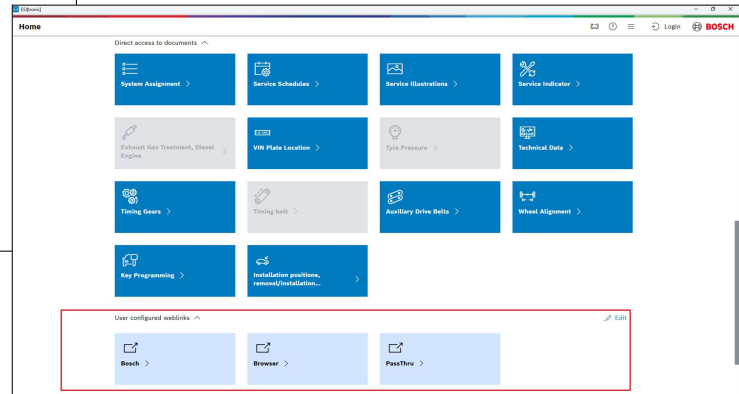 ESI[tronic]
Home
Login
BOSCH
Direct access to documents
System Assignment
Service Schedules
Service Illustrations
Service Indicator
Exhaust Gas Treatment, Diesel
Engine
VIN Plate Location
Tyre Pressure
Technical Data
Timing Gears
Timing belt
Auxiliary Drive Belts
Wheel Alignment
Key Programming
Installation positions,
removal/installation...
User configured weblinks
Edit
Bosch
Browser
PassThru